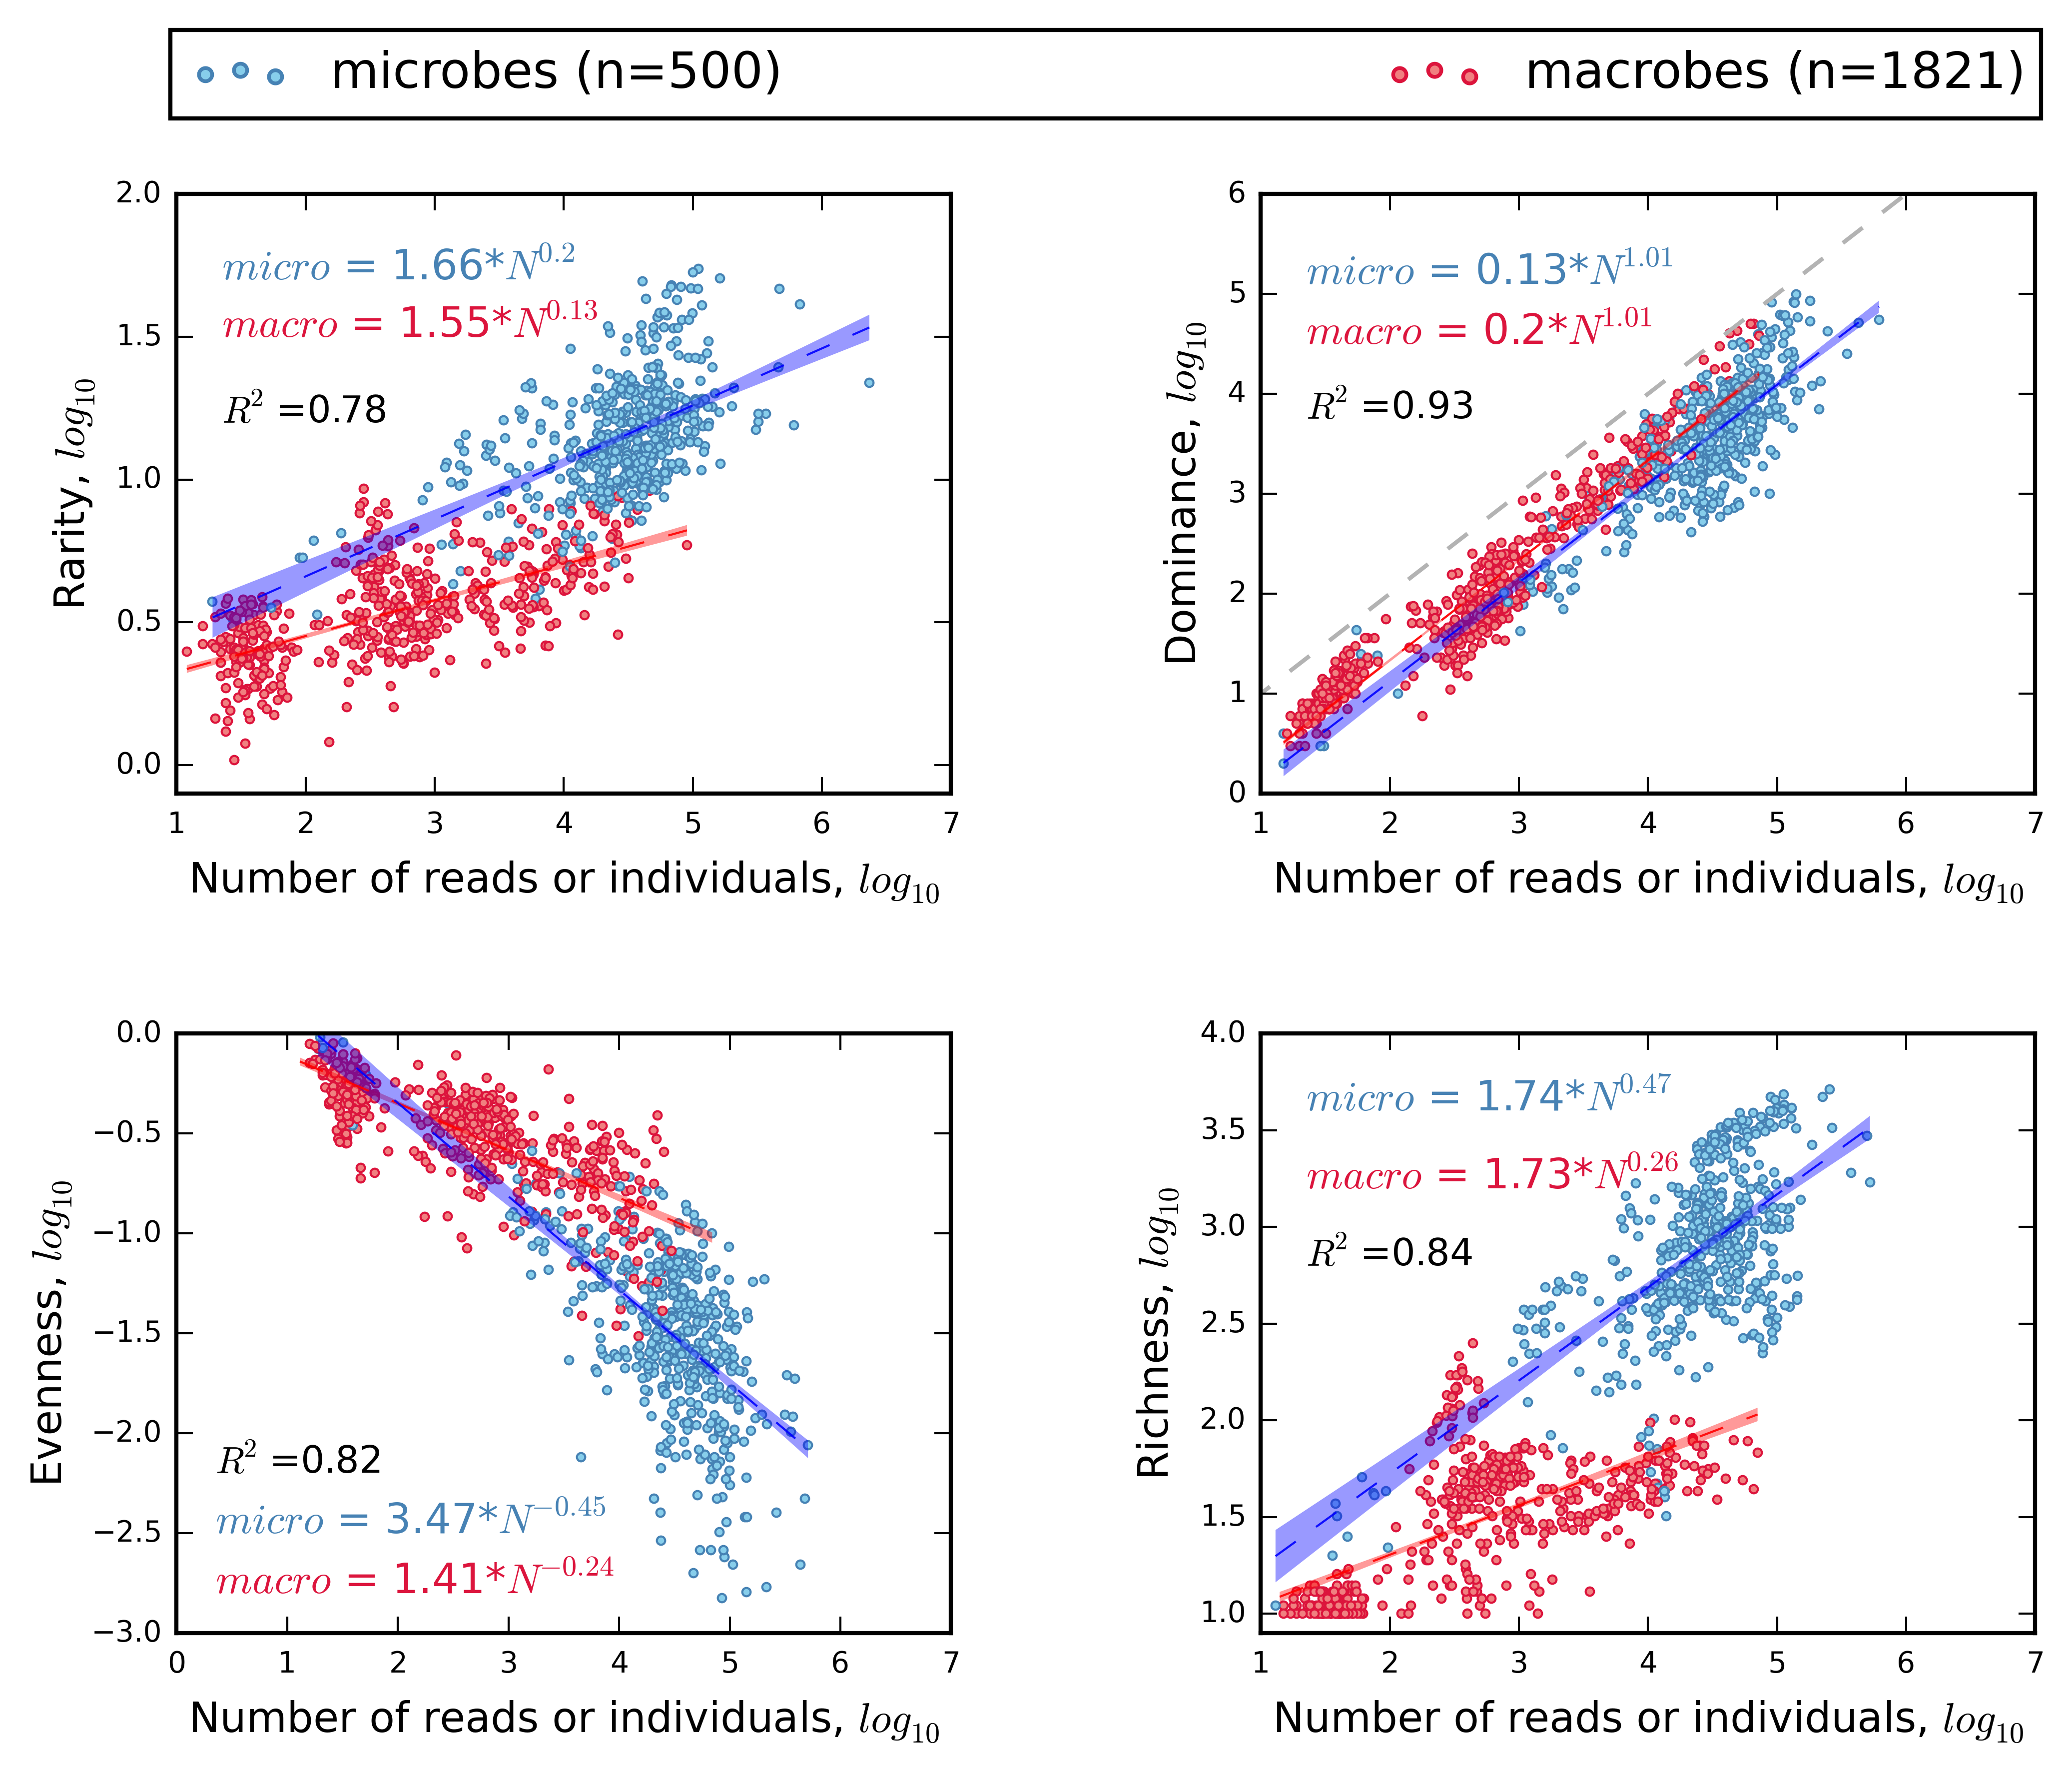 microbes (n=500) macrobes (n=1821)
2.0
1.5
1.0
0.5
0.0
Rarity, log₁₀
micro = 1.66*N^0.2
macro = 1.55*N^0.13
R² =0.78
1 2 3 4 5 6 7
Number of reads or individuals, log₁₀
6
5
4
3
2
1
0
Dominance, log₁₀
micro = 0.13*N^1.01
macro = 0.2*N^1.01
R² =0.93
1 2 3 4 5 6 7
Number of reads or individuals, log₁₀
0.0
−0.5
−1.0
−1.5
−2.0
−2.5
−3.0
Evenness, log₁₀
R² =0.82
micro = 3.47*N^−0.45
macro = 1.41*N^−0.24
0 1 2 3 4 5 6 7
Number of reads or individuals, log₁₀
4.0
3.5
3.0
2.5
2.0
1.5
1.0
Richness, log₁₀
micro = 1.74*N^0.47
macro = 1.73*N^0.26
R² =0.84
1 2 3 4 5 6 7
Number of reads or individuals, log₁₀